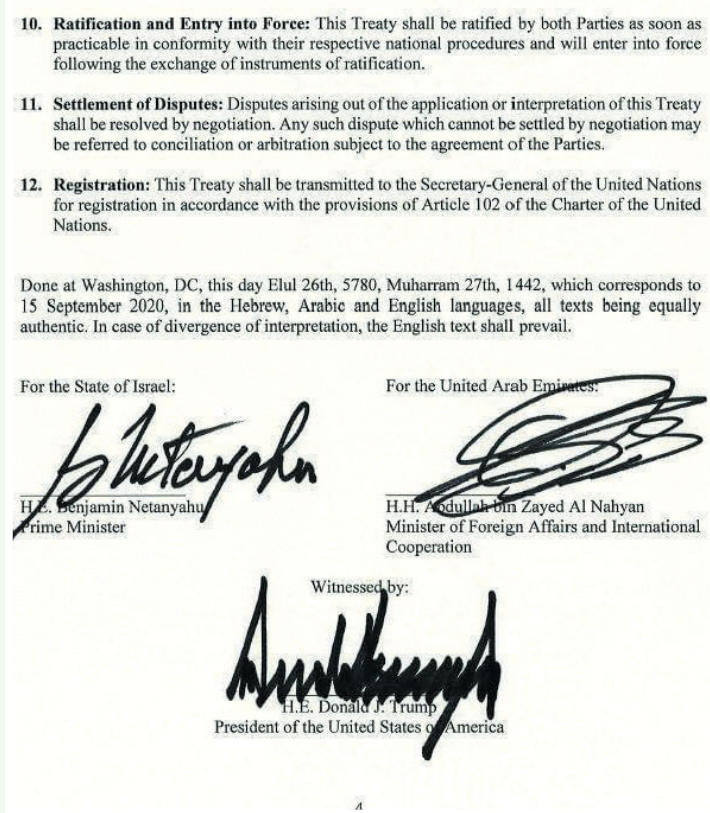 10. Ratification and Entry into Force: This Treaty shall be ratified by both Parties as soon as
practicable in conformity with their respective national procedures and will enter into force
following the exchange of instruments of ratification.
11. Settlement of Disputes: Disputes arising out of the application or interpretation of this Treaty
shall be resolved by negotiation. Any such dispute which cannot be settled by negotiation may
be referred to conciliation or arbitration subject to the agreement of the Parties.
12. Registration: This Treaty shall be transmitted to the Secretary-General of the United Nations
for registration in accordance with the provisions of Article 102 of the Charter of the United
Nations.
Done at Washington, DC, this day Elul 26th, 5780, Muharram 27th, 1442, which corresponds to
15 September 2020, in the Hebrew, Arabic and English languages, all texts being equally
authentic. In case of divergence of interpretation, the English text shall prevail.
For the State of Israel:
B Netanyahu
H.E. Benjamin Netanyahu
Prime Minister
For the United Arab Emirates:
H.H. Abdullah bin Zayed Al Nahyan
Minister of Foreign Affairs and International
Cooperation
Witnessed by:
H.E. Donald J. Trump
President of the United States of America
4